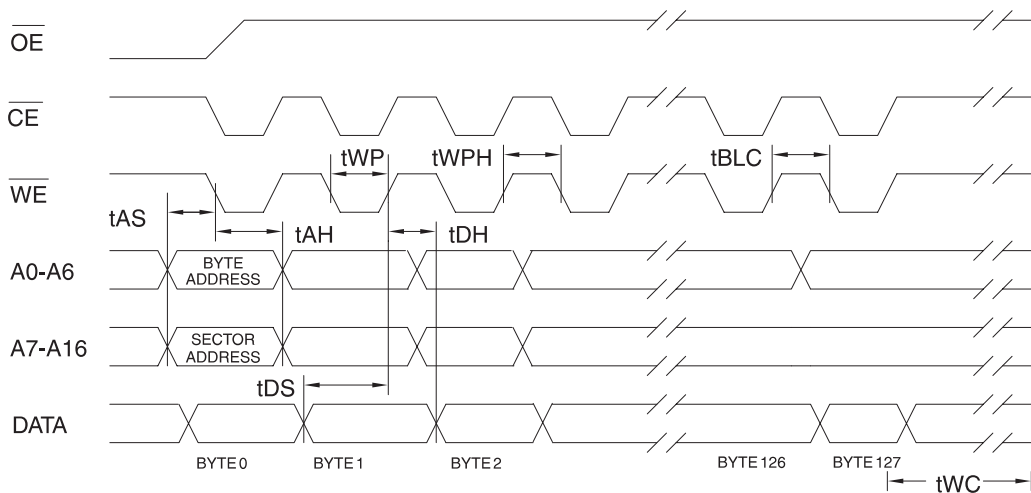 OE
CE
tWP
tWPH
tBLC
WE
tAS
tAH
tDH
A0-A6
BYTE
ADDRESS
A7-A16
SECTOR
ADDRESS
tDS
DATA
BYTE 0
BYTE 1
BYTE 2
BYTE 126
BYTE 127
tWC